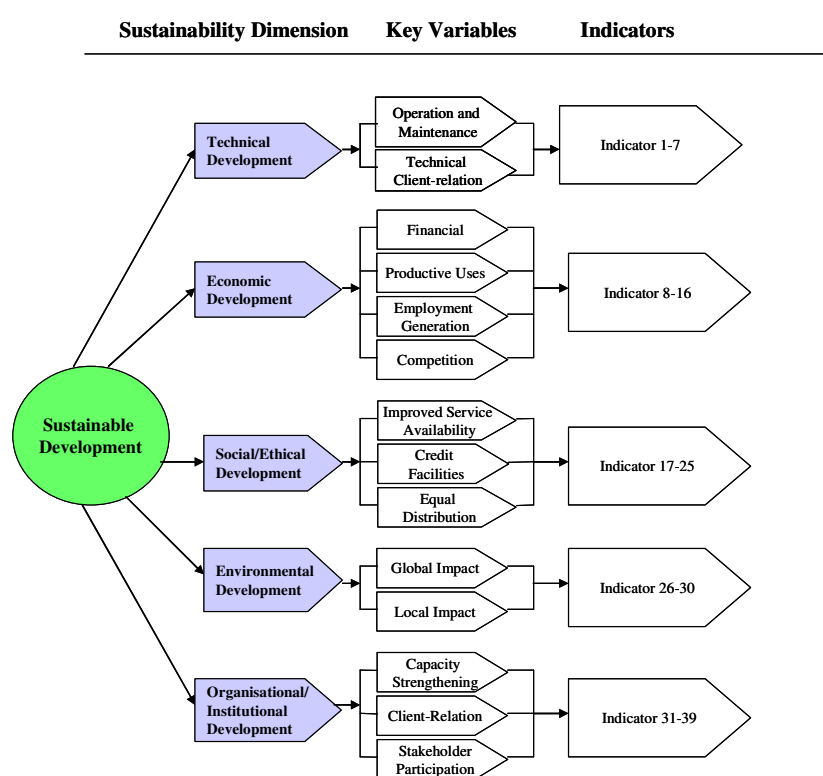 Sustainability Dimension Key Variables Indicators
Technical
Development
Operation and
Maintenance
Technical
Client-relation
Indicator 1-7
Economic
Development
Financial
Productive Uses
Employment
Generation
Competition
Indicator 8-16
Sustainable
Development
Social/Ethical
Development
Improved Service
Availability
Credit
Facilities
Equal
Distribution
Indicator 17-25
Environmental
Development
Global Impact
Local Impact
Indicator 26-30
Organisational/
Institutional
Development
Capacity
Strengthening
Client-Relation
Stakeholder
Participation
Indicator 31-39